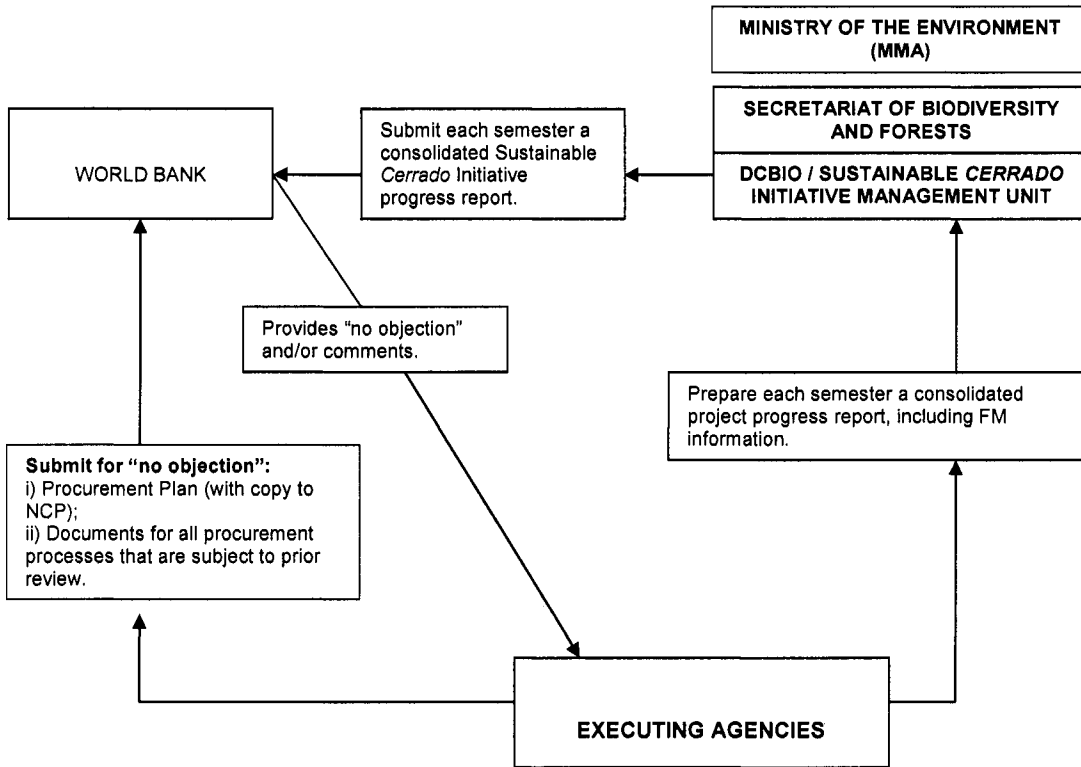 MINISTRY OF THE ENVIRONMENT
(MMA)
SECRETARIAT OF BIODIVERSITY
AND FORESTS
DCBIO / SUSTAINABLE CERRADO
INITIATIVE MANAGEMENT UNIT
Submit each semester a
consolidated Sustainable
Cerrado Initiative
progress report.
WORLD BANK
Provides “no objection”
and/or comments.
Prepare each semester a consolidated
project progress report, including FM
information.
Submit for “no objection”:
i) Procurement Plan (with copy to
NCP);
ii) Documents for all procurement
processes that are subject to prior
review.
EXECUTING AGENCIES